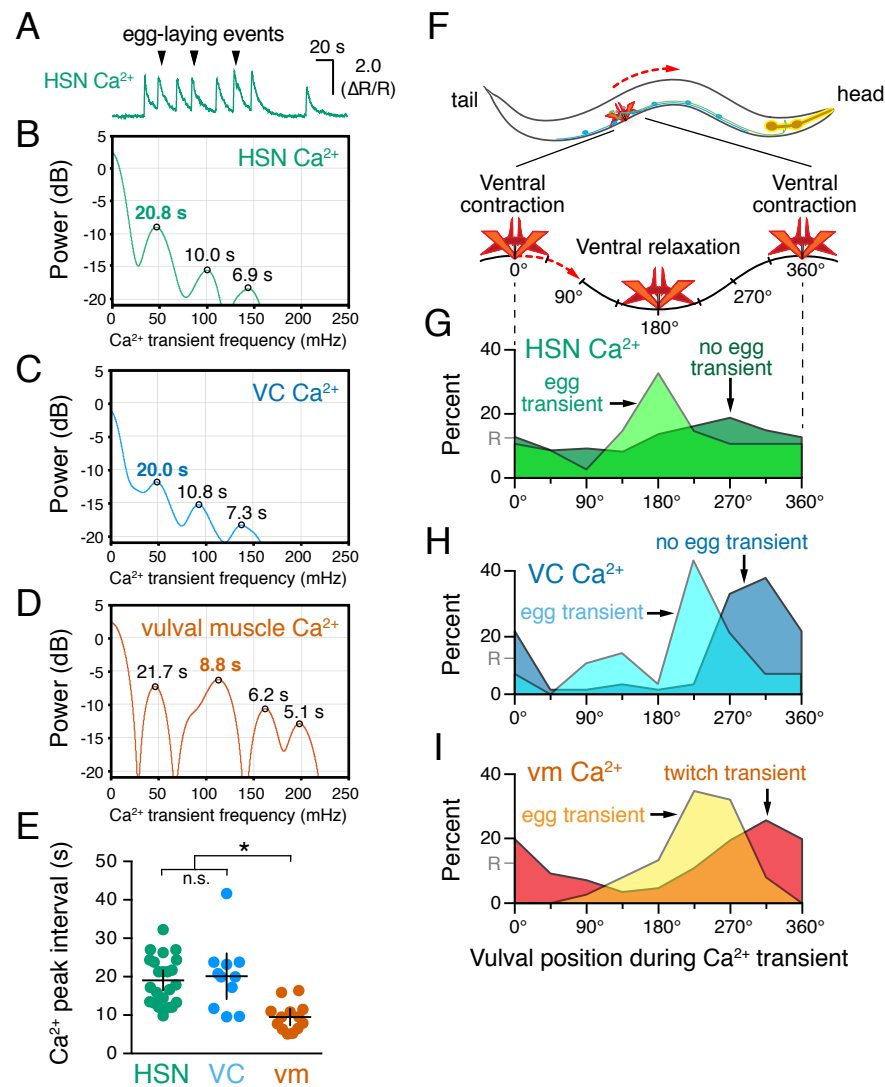 A
egg-laying events
20 s
2.0
(ΔR/R)
HSN Ca²⁺
B
HSN Ca²⁺
Power (dB)
5
0
-5
-10
-15
-20
20.8 s
10.0 s
6.9 s
0 50 100 150 200 250
Ca²⁺ transient frequency (mHz)
C
VC Ca²⁺
Power (dB)
5
0
-5
-10
-15
-20
20.0 s
10.8 s
7.3 s
0 50 100 150 200 250
Ca²⁺ transient frequency (mHz)
D
vulval muscle Ca²⁺
Power (dB)
5
0
-5
-10
-15
-20
21.7 s
8.8 s
6.2 s
5.1 s
0 50 100 150 200 250
Ca²⁺ transient frequency (mHz)
E
Ca²⁺ peak interval (s)
50
40
30
20
10
0
*
n.s.
HSN VC vm
F
tail
head
Ventral
contraction
Ventral
contraction
Ventral relaxation
0°
90°
180°
270°
360°
G
HSN Ca²⁺
Percent
40
20
R
0
egg
transient
no egg
transient
0° 90° 180° 270° 360°
H
VC Ca²⁺
Percent
40
20
R
0
no egg transient
egg transient
0° 90° 180° 270° 360°
I
vm Ca²⁺
Percent
40
20
R
0
twitch transient
egg transient
0° 90° 180° 270° 360°
Vulval position during Ca²⁺ transient